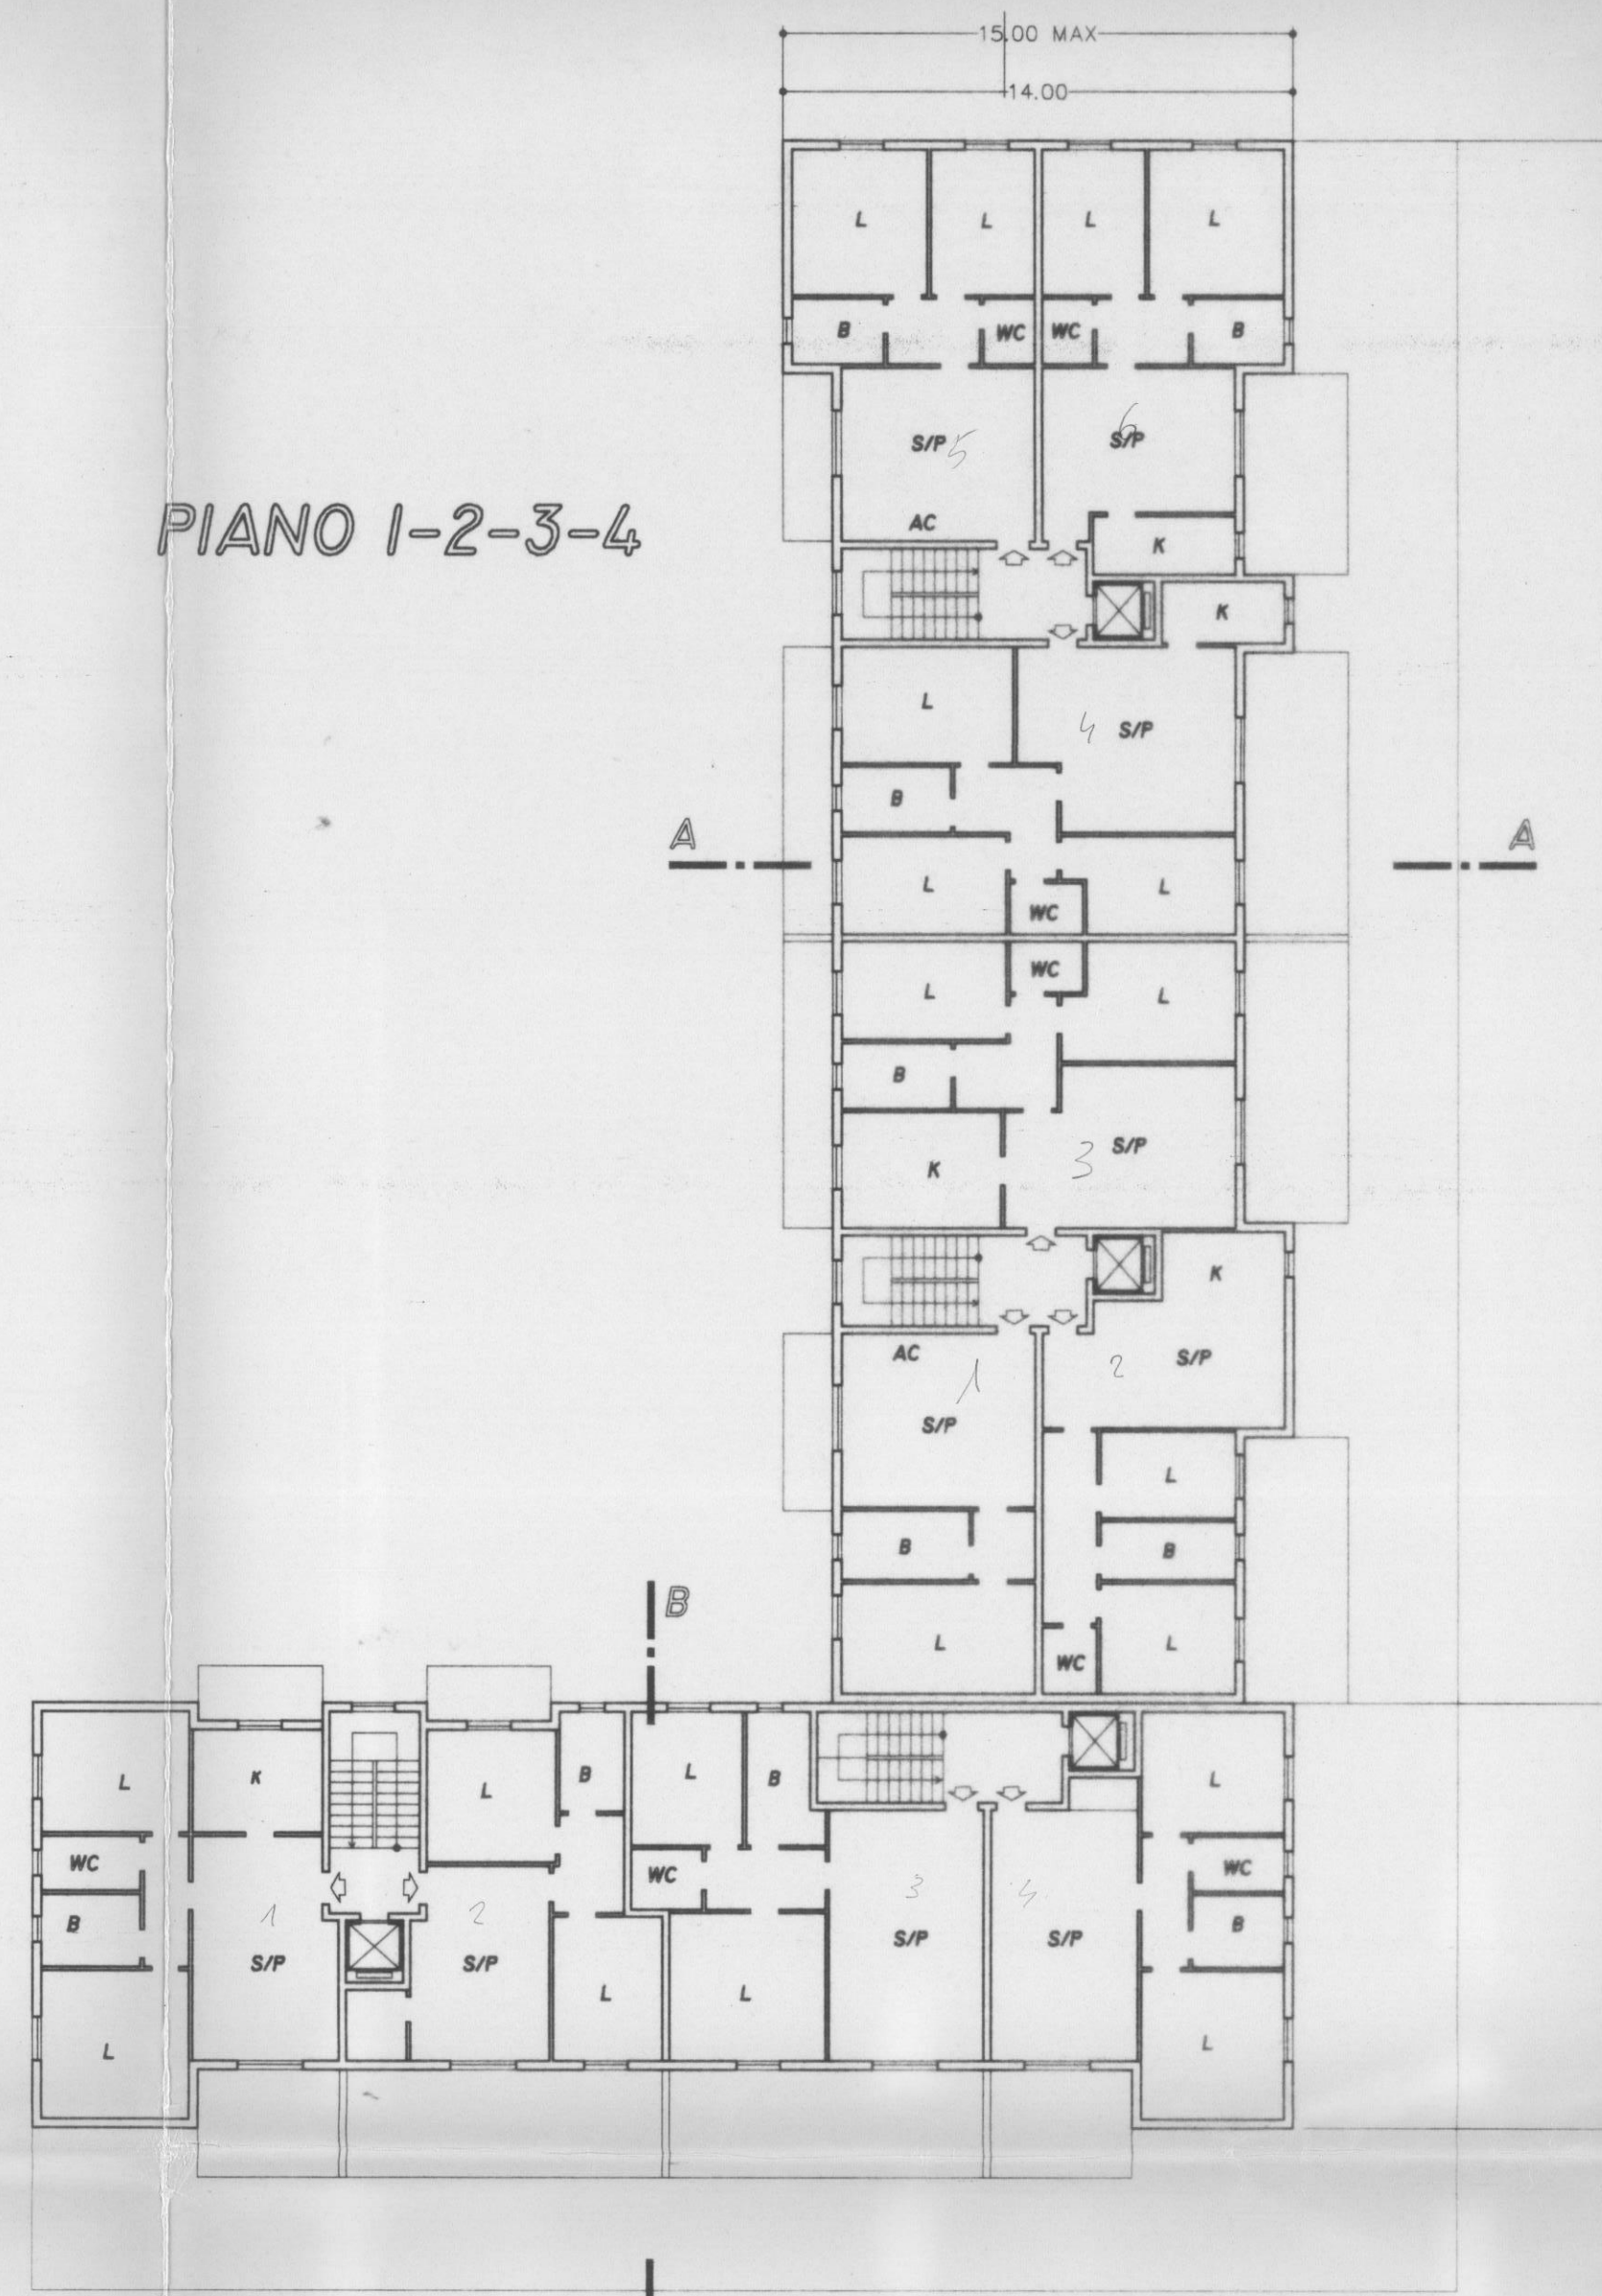 15.00 MAX
14.00
L L L L
B WC WC B
S/P 5 6 S/P
PIANO 1-2-3-4
AC
K
K
L
4 S/P
B
A A
L L
WC
WC
L L
B
S/P
K 3
K
AC
1 2 S/P
S/P
L
B B
B
L L
WC
L K L B L B L
WC WC WC
B 1 2 3 4 B
S/P S/P S/P S/P
L L
L L